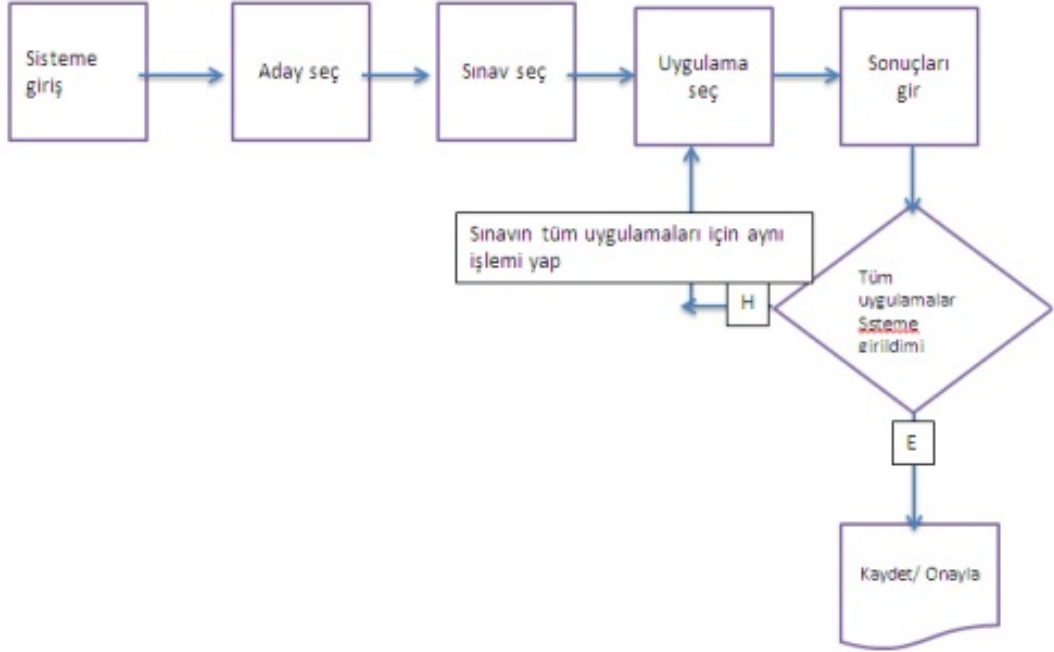 Sisteme
giriş
Aday seç
Sınav seç
Uygulama
seç
Sonuçları
gir
Sınavın tüm uygulamaları için aynı
işlemi yap
H
Tüm
uygulamalar
Ssteme
girildimi
E
Kaydet/ Onayla